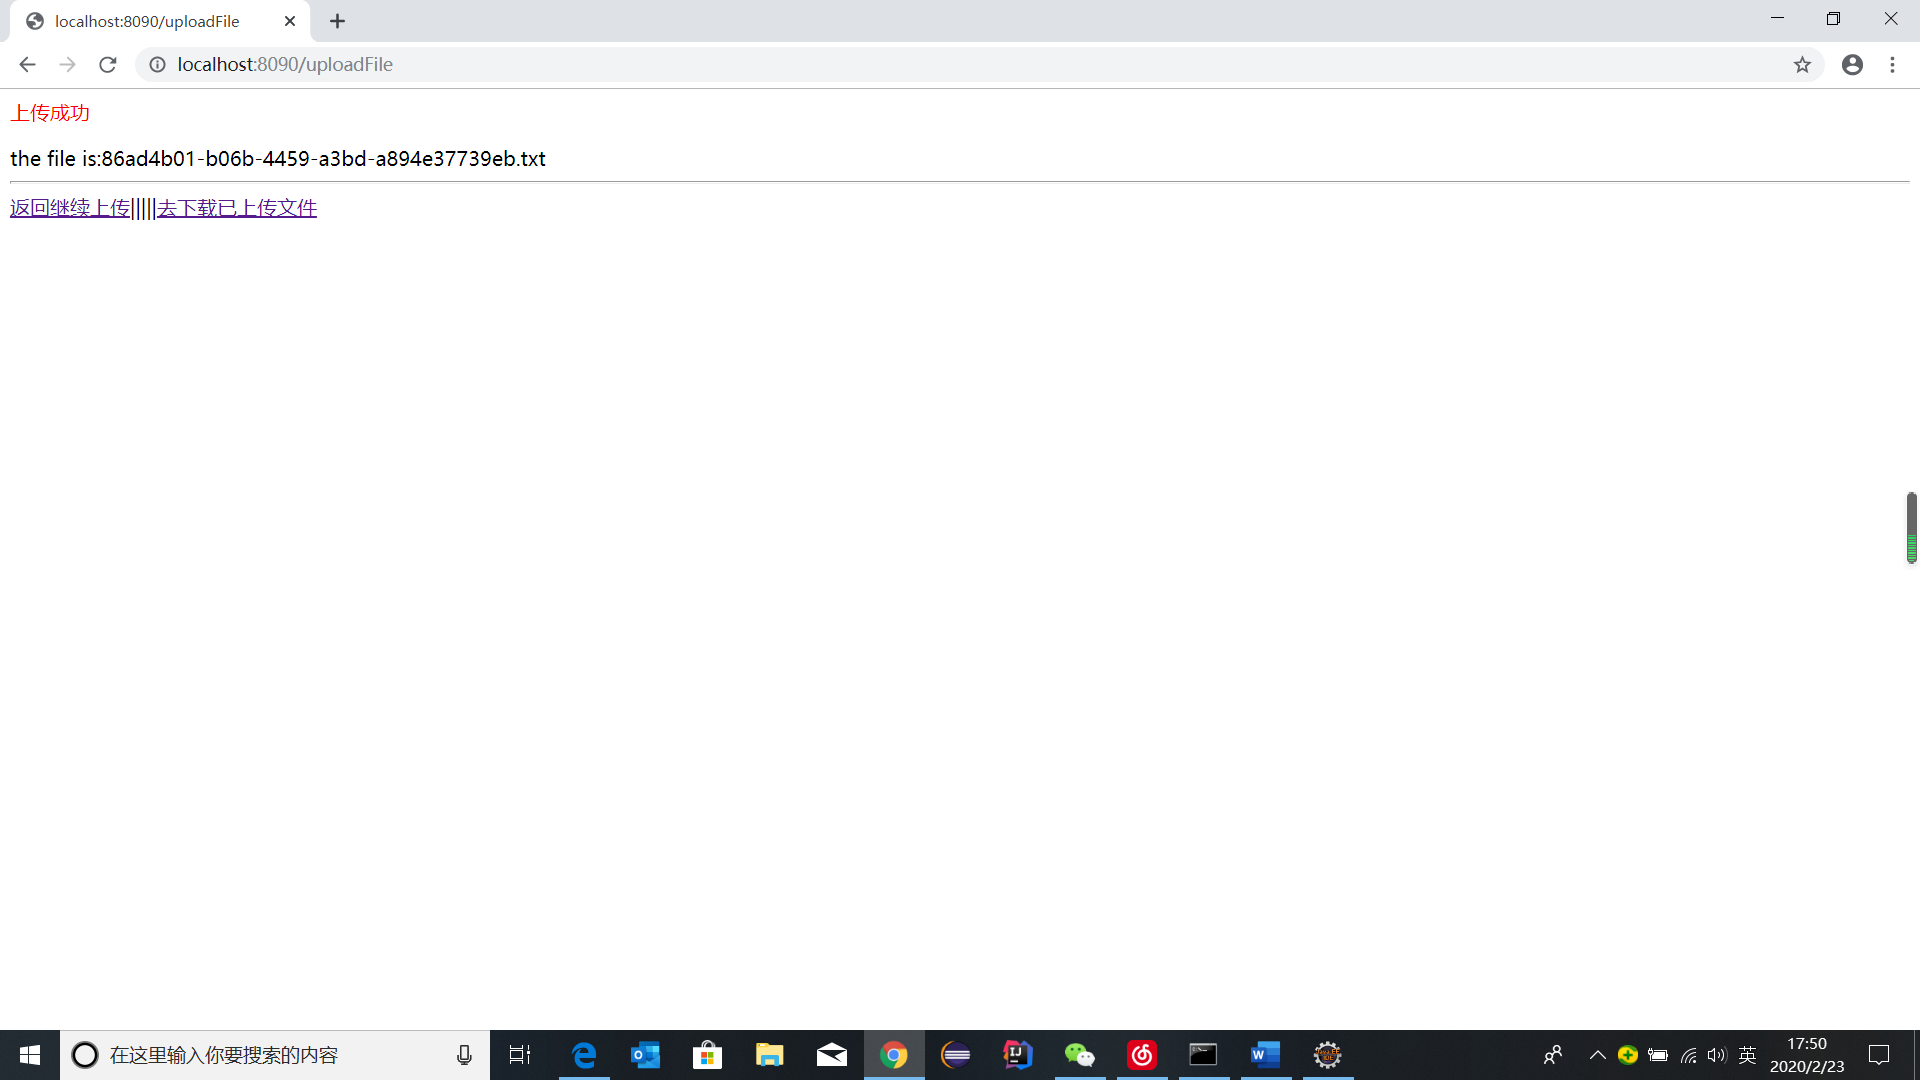 localhost:8090/uploadFile
localhost:8090/uploadFile
上传成功
the file is:86ad4b01-b06b-4459-a3bd-a894e37739eb.txt
返回继续上传|||||去下载已上传文件
在这里输入你要搜索的内容
英
17:50
2020/2/23